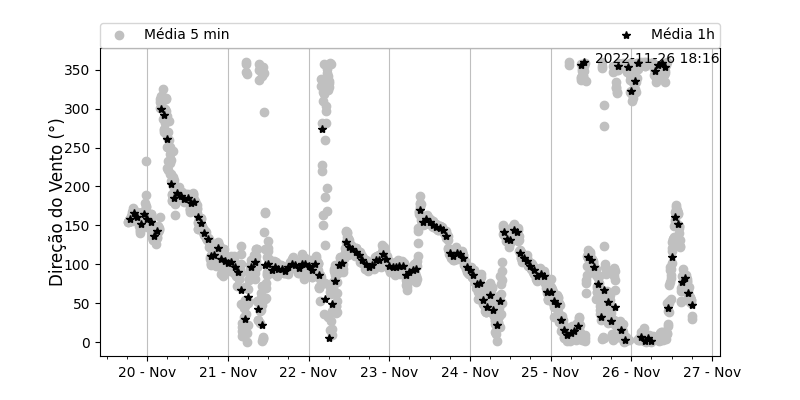 Média 5 min
Média 1h
2022-11-26 18:16
Direção do Vento (°)
350
300
250
200
150
100
50
0
20 - Nov
21 - Nov
22 - Nov
23 - Nov
24 - Nov
25 - Nov
26 - Nov
27 - Nov